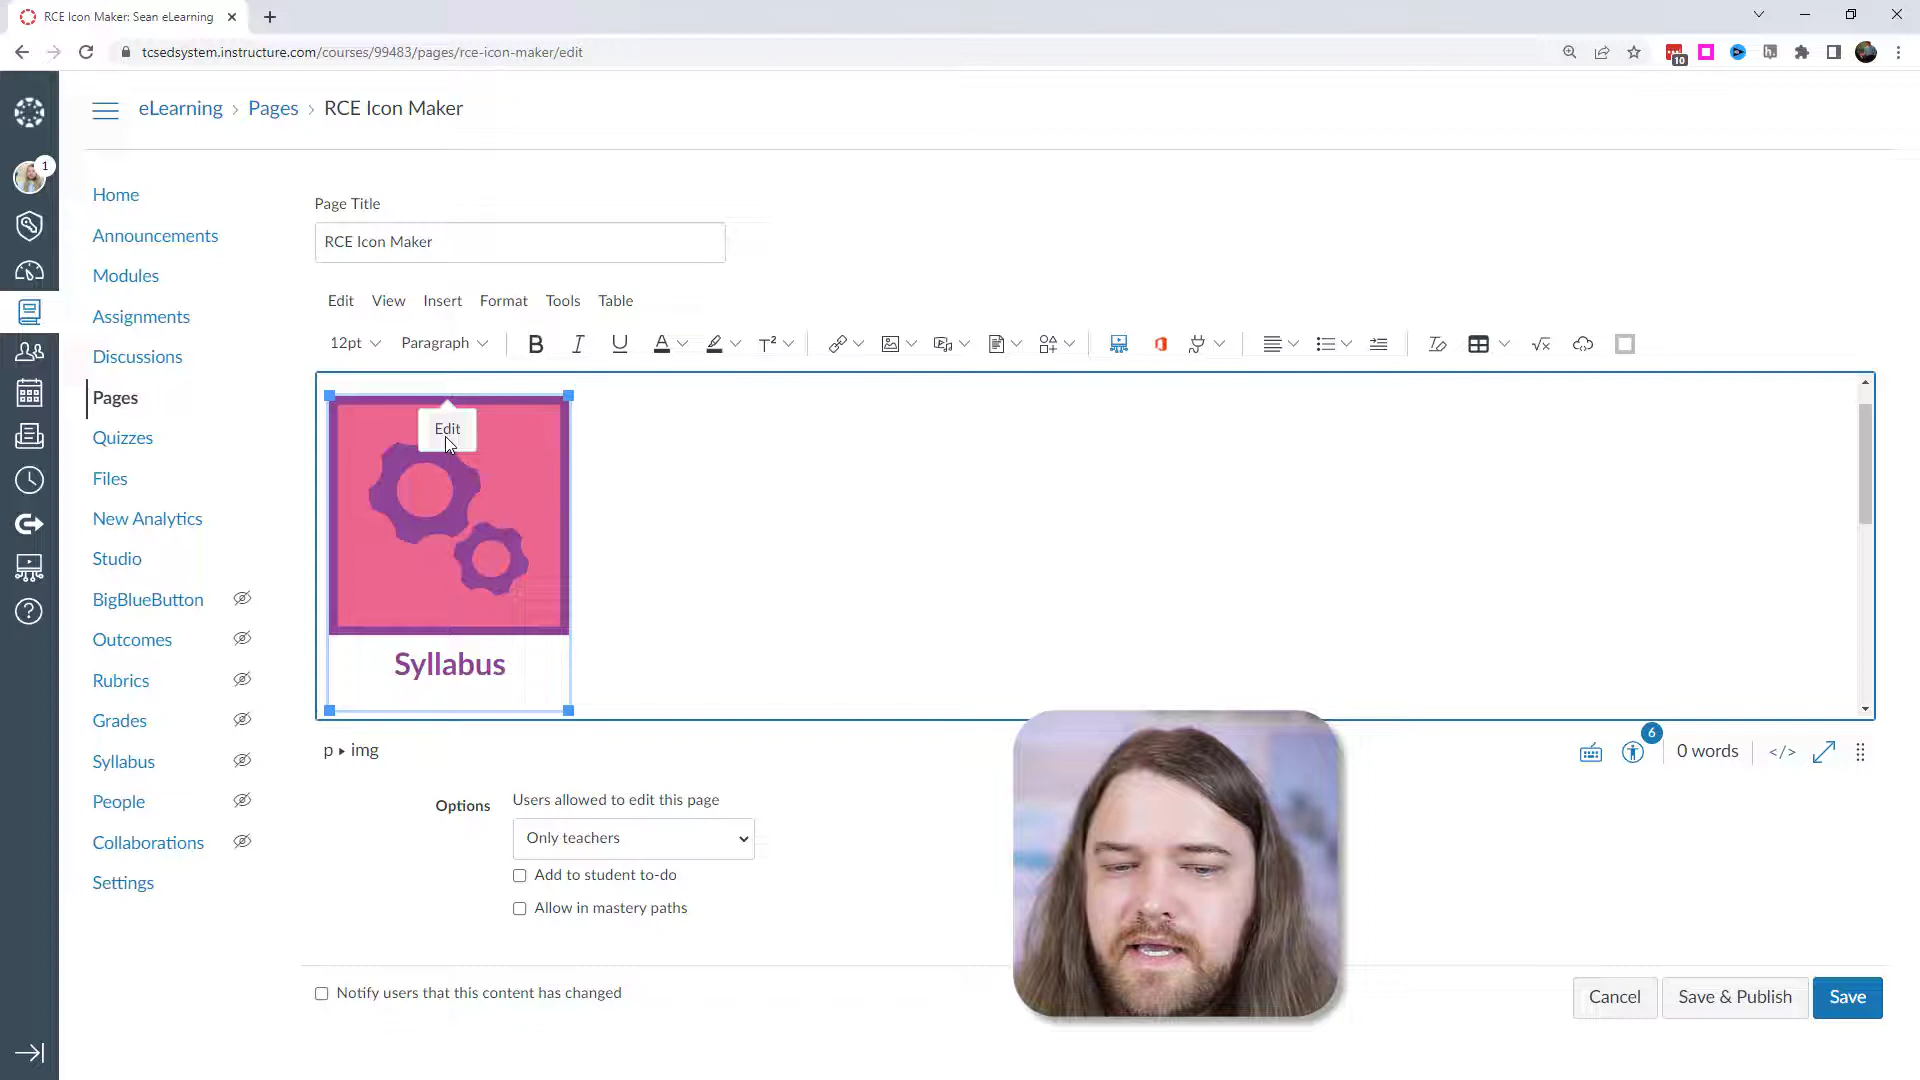 RCE Icon Maker: Sean eLearning
tcsedsystem.instructure.com/courses/99483/pages/rce-icon-maker/edit
10
eLearning › Pages › RCE Icon Maker
1
Home
Announcements
Modules
Assignments
Discussions
Pages
Quizzes
Files
New Analytics
Studio
BigBlueButton
Outcomes
Rubrics
Grades
Syllabus
People
Collaborations
Settings
Page Title
RCE Icon Maker
Edit View Insert Format Tools Table
12pt Paragraph B I U A T²
Edit
Syllabus
p ▸ img
6
0 words </>
Options
Users allowed to edit this page
Only teachers
Add to student to-do
Allow in mastery paths
Notify users that this content has changed
Cancel Save & Publish Save